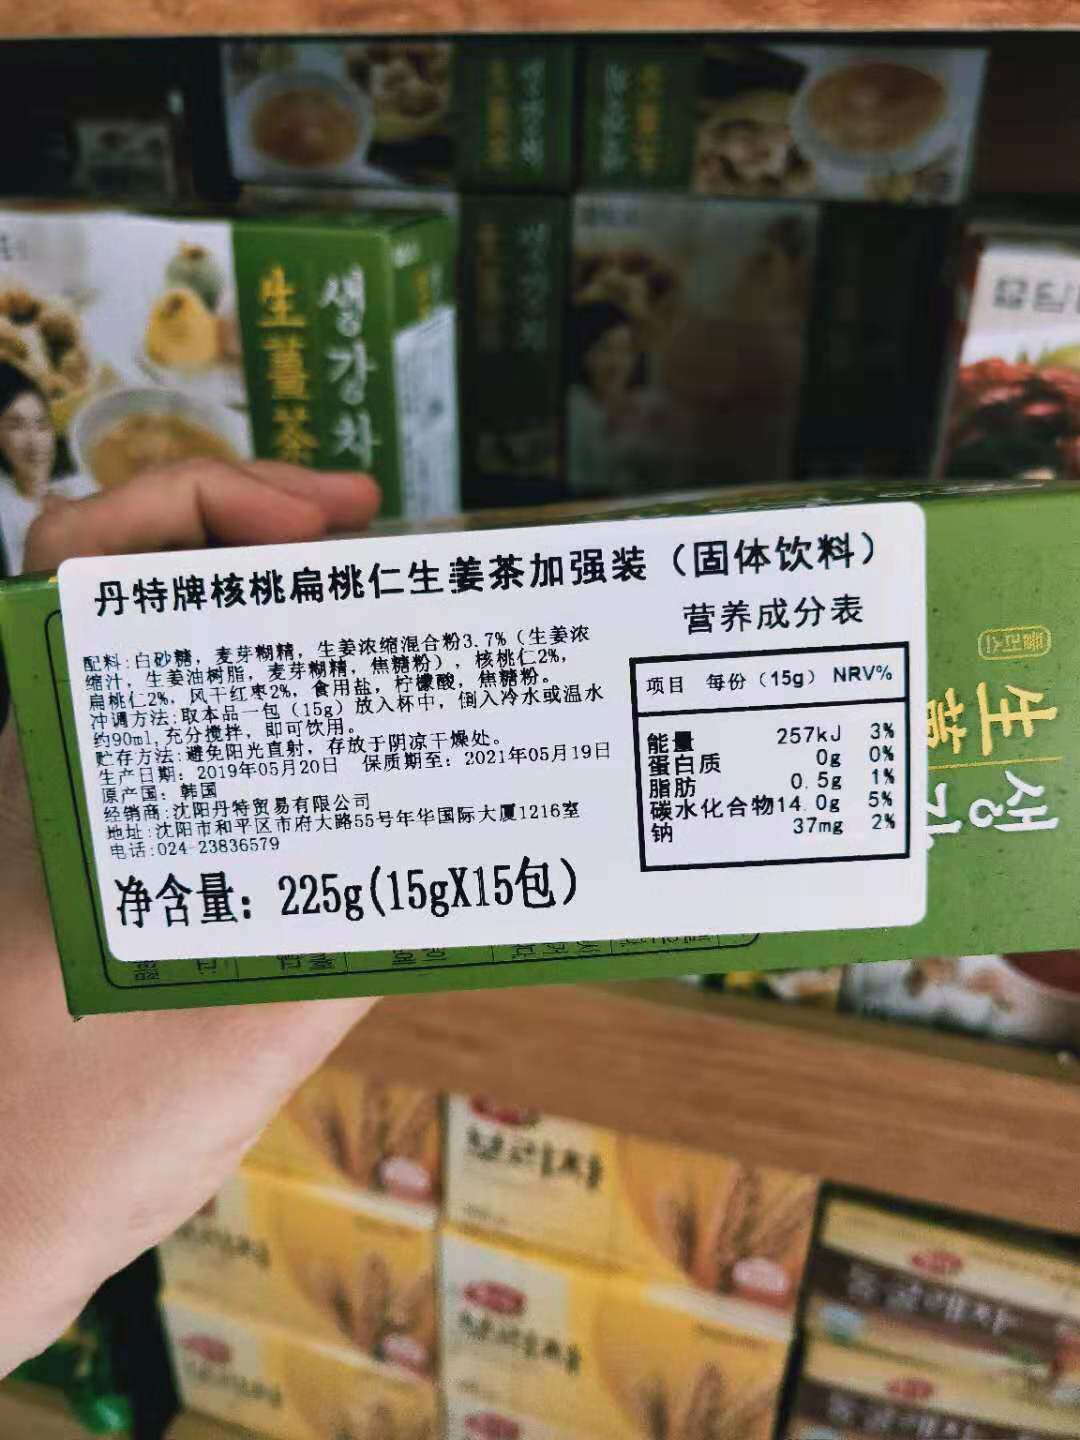 생강차
生薑茶
丹特牌核桃扁桃仁生姜茶加强装（固体饮料）
配料:白砂糖，麦芽糊精，生姜浓缩混合粉3.7%（生姜浓
缩汁，生姜油树脂，麦芽糊精，焦糖粉），核桃仁2%，
扁桃仁2%，风干红枣2%，食用盐，柠檬酸，焦糖粉。
冲调方法:取本品一包（15g）放入杯中，倒入冷水或温水
约90ml,充分搅拌，即可饮用。
贮存方法:避免阳光直射，存放于阴凉干燥处。
生产日期：2019年05月20日 保质期至：2021年05月19日
原产国：韩国
经销商:沈阳丹特贸易有限公司
地址:沈阳市和平区市府大路55号年华国际大厦1216室
电话:024-23836579
净含量：225g(15gX15包)
营养成分表
项目 每份（15g） NRV%
能量 257kJ 3%
蛋白质 0g 0%
脂肪 0.5g 1%
碳水化合物 14.0g 5%
钠 37mg 2%
플러스
生薑
생강